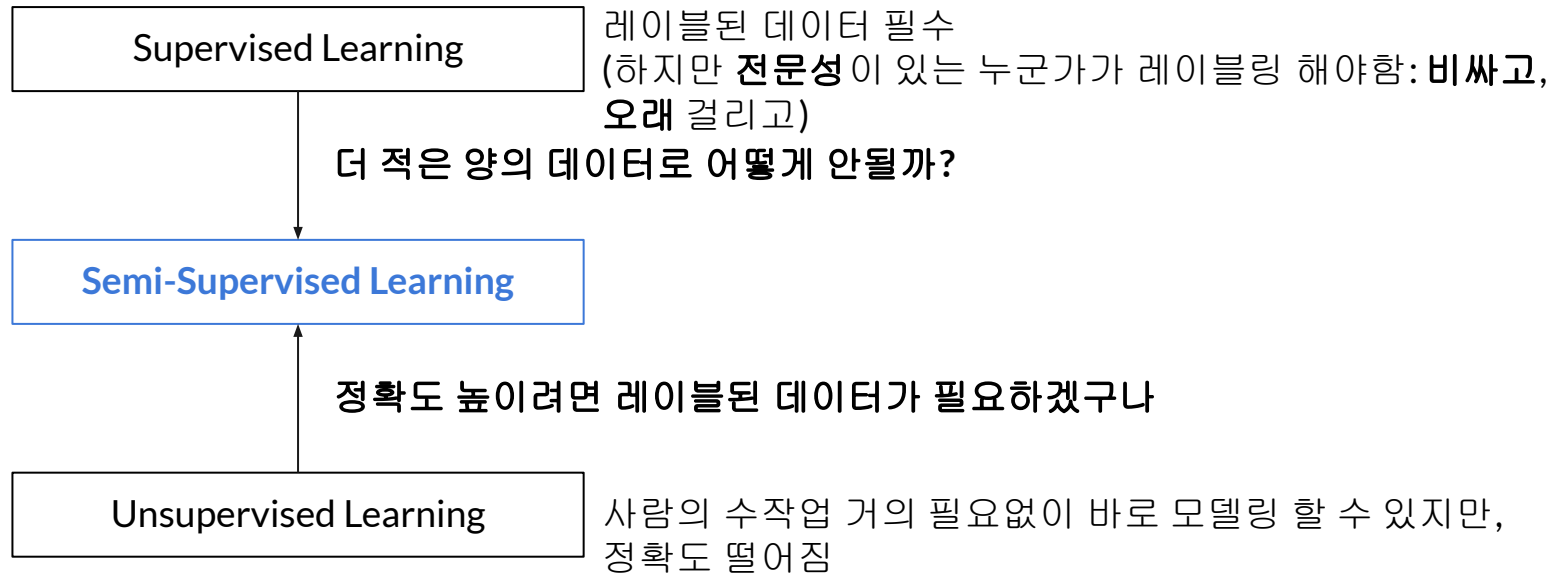 Supervised Learning
레이블된 데이터 필수
(하지만 전문성이 있는 누군가가 레이블링 해야함: 비싸고,
오래 걸리고)
더 적은 양의 데이터로 어떻게 안될까?
Semi-Supervised Learning
정확도 높이려면 레이블된 데이터가 필요하겠구나
Unsupervised Learning
사람의 수작업 거의 필요없이 바로 모델링 할 수 있지만,
정확도 떨어짐